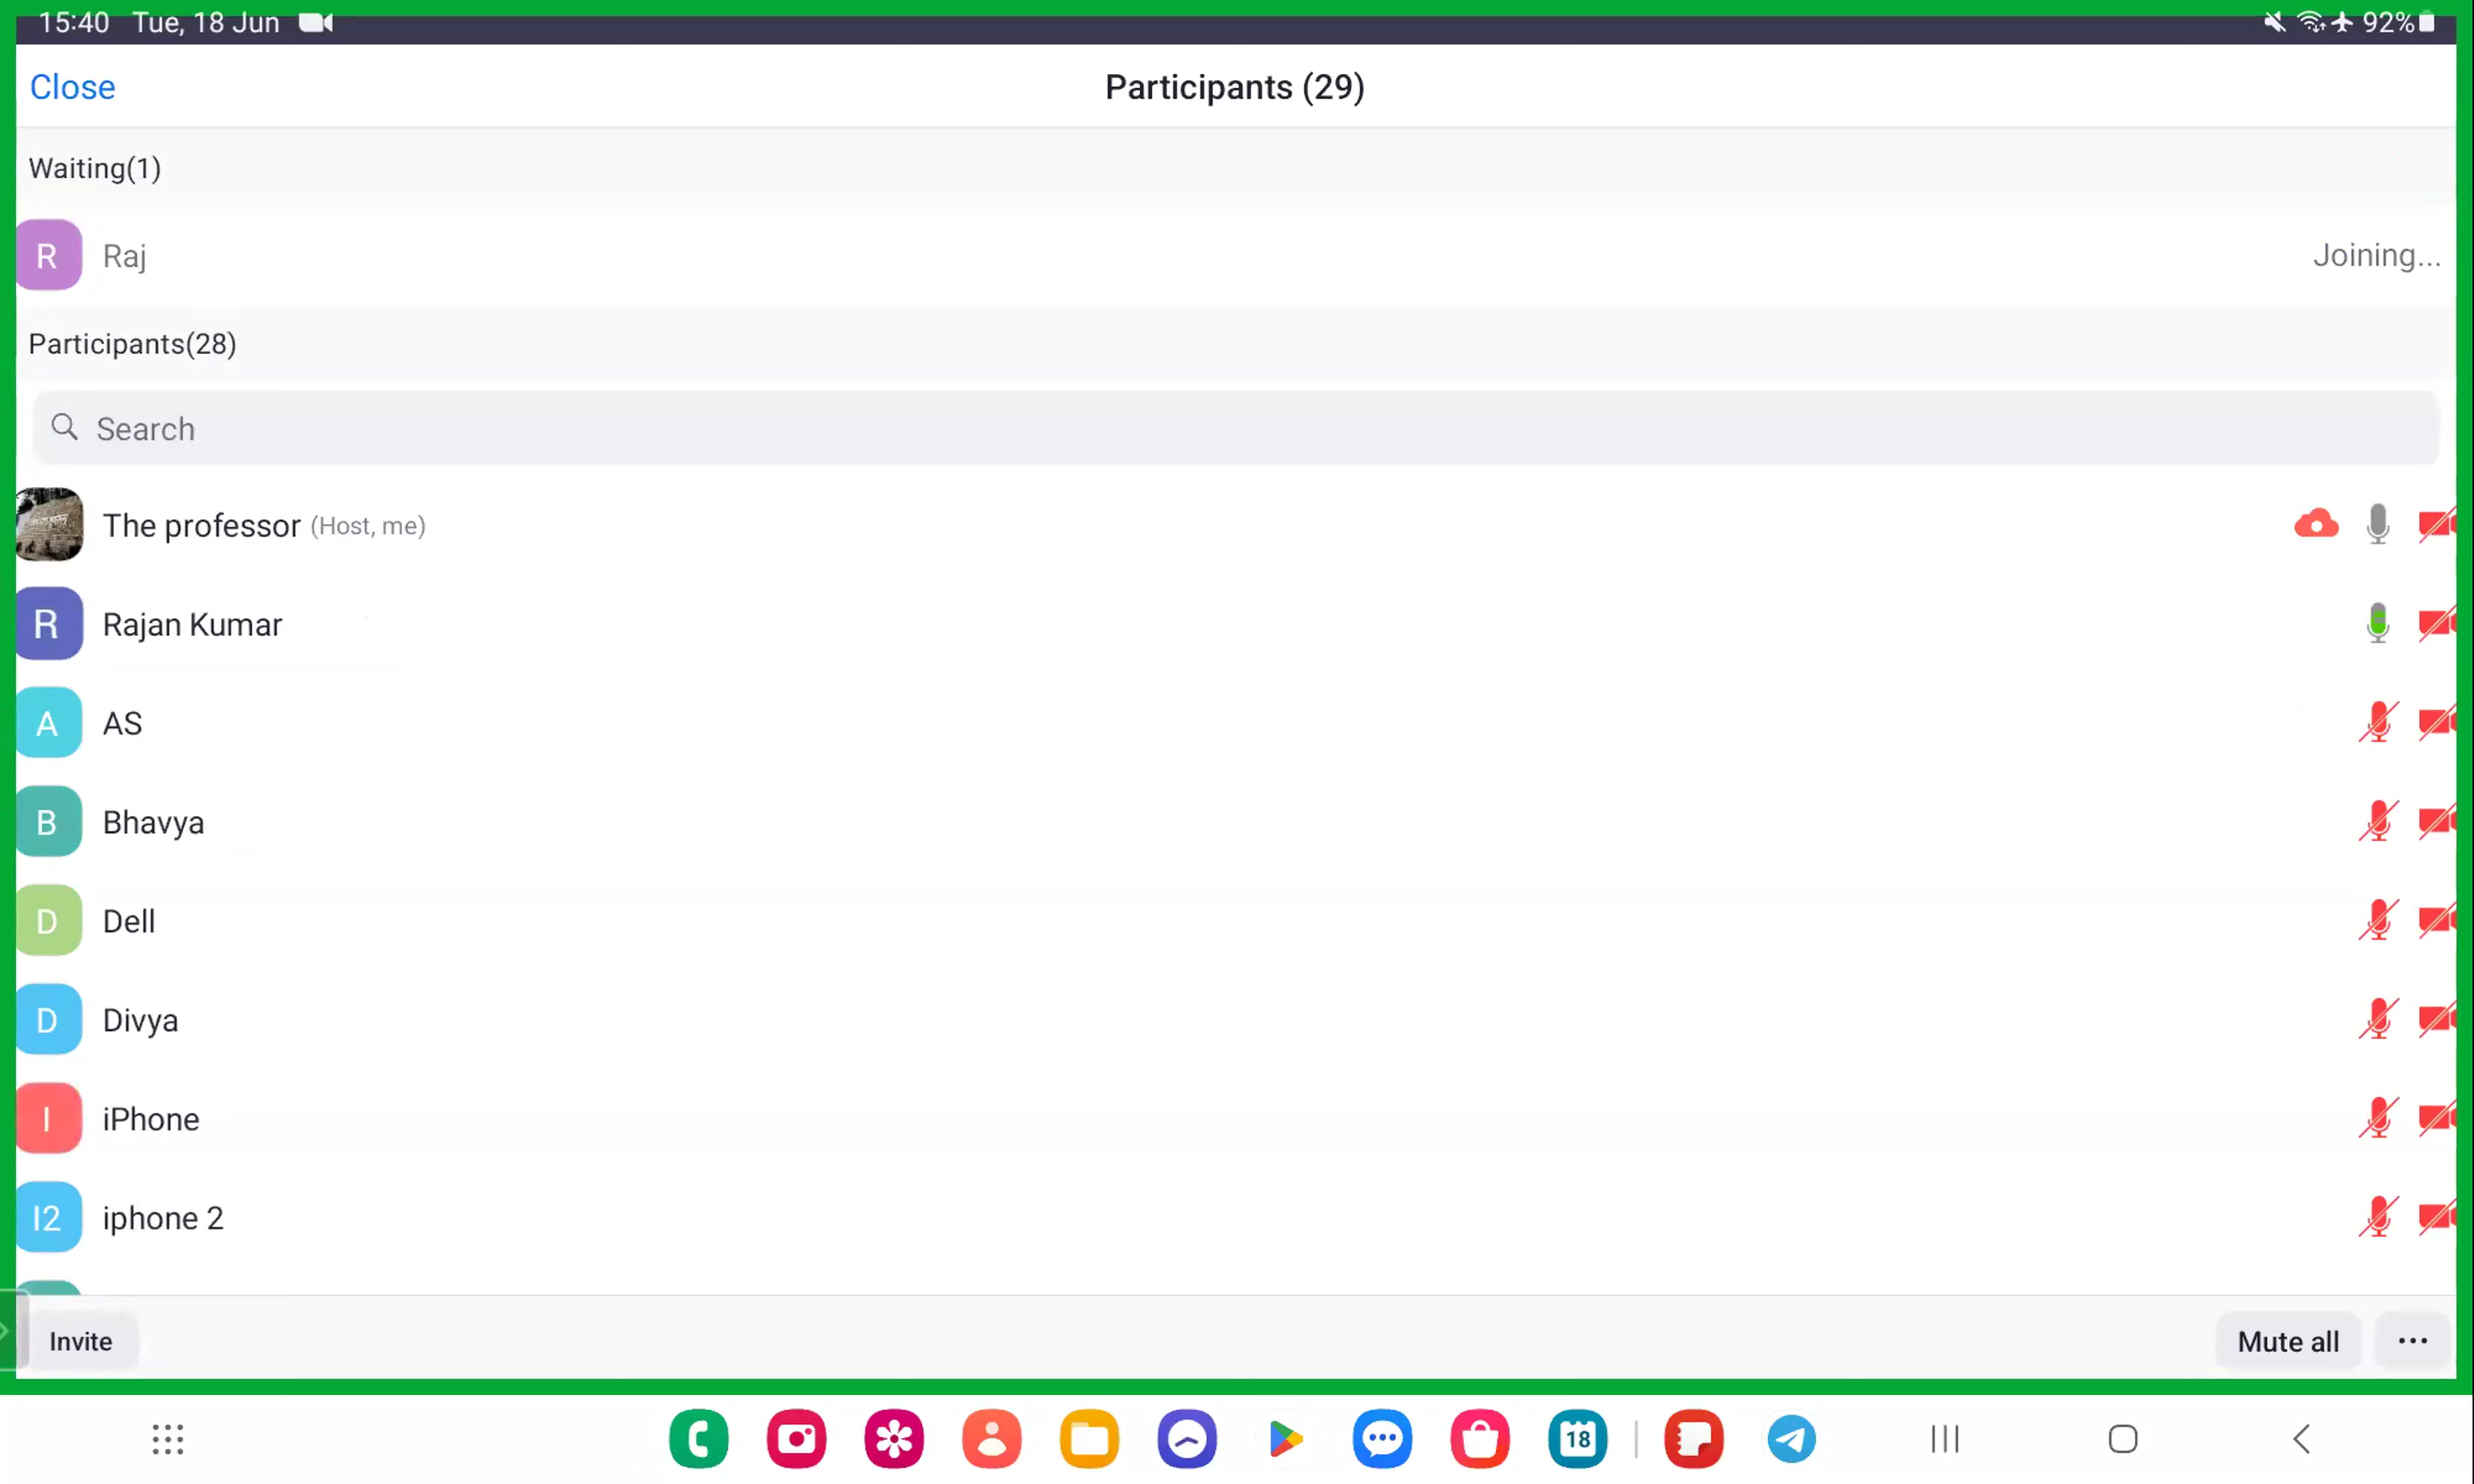 15:40 Tue, 18 Jun 92%
Close Participants (29)
Waiting(1)
R Raj Joining...
Participants(28)
Search
The professor (Host, me)
R Rajan Kumar
A AS
B Bhavya
D Dell
D Divya
I iPhone
I2 iphone 2
Invite Mute all ...
18